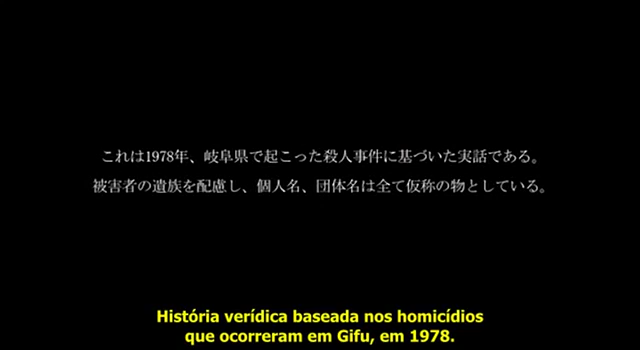 これは1978年、岐阜県で起こった殺人事件に基づいた実話である。
被害者の遺族を配慮し、個人名、団体名は全て仮称の物としている。
História verídica baseada nos homicídios
que ocorreram em Gifu, em 1978.